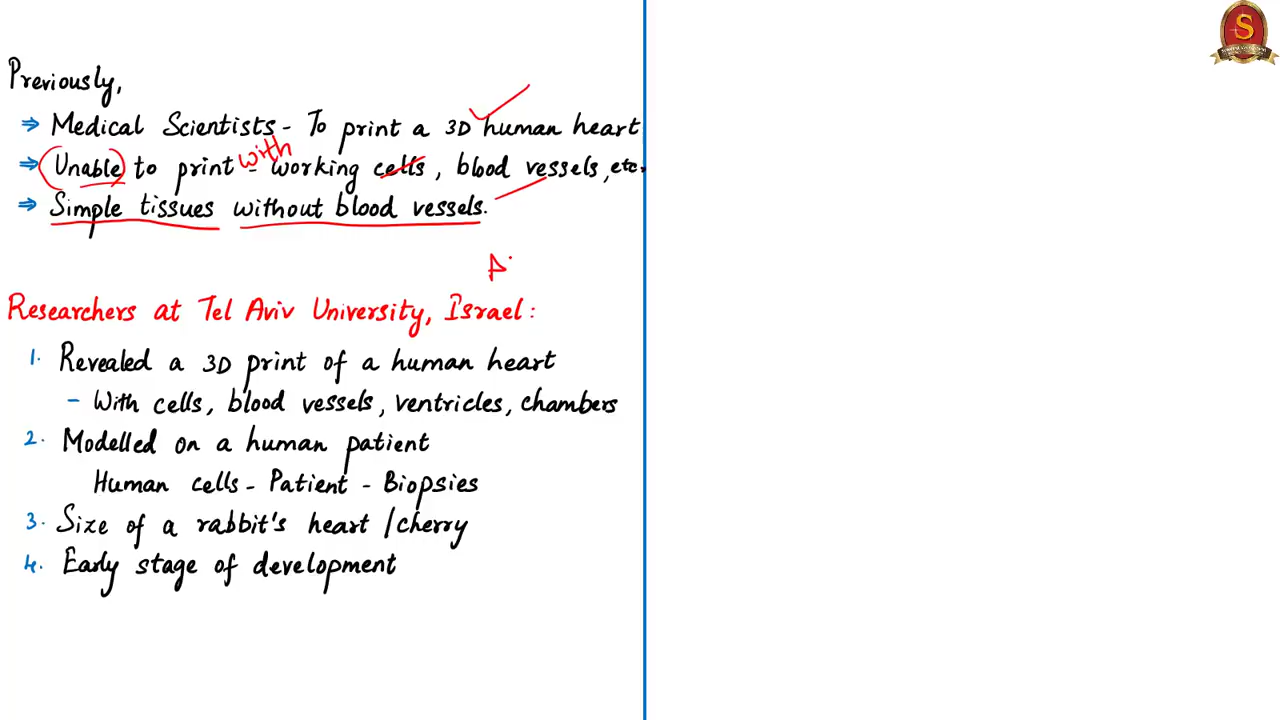 Previously,
⇒ Medical Scientists - To print a 3D human heart
⇒ Unable to print - with working cells, blood vessels, etc.
⇒ Simple tissues without blood vessels.
Researchers at Tel Aviv University, Israel:
1. Revealed a 3D print of a human heart
- With cells, blood vessels, ventricles, chambers
2. Modelled on a human patient
Human cells - Patient - Biopsies
3. Size of a rabbit's heart / cherry
4. Early stage of development
S